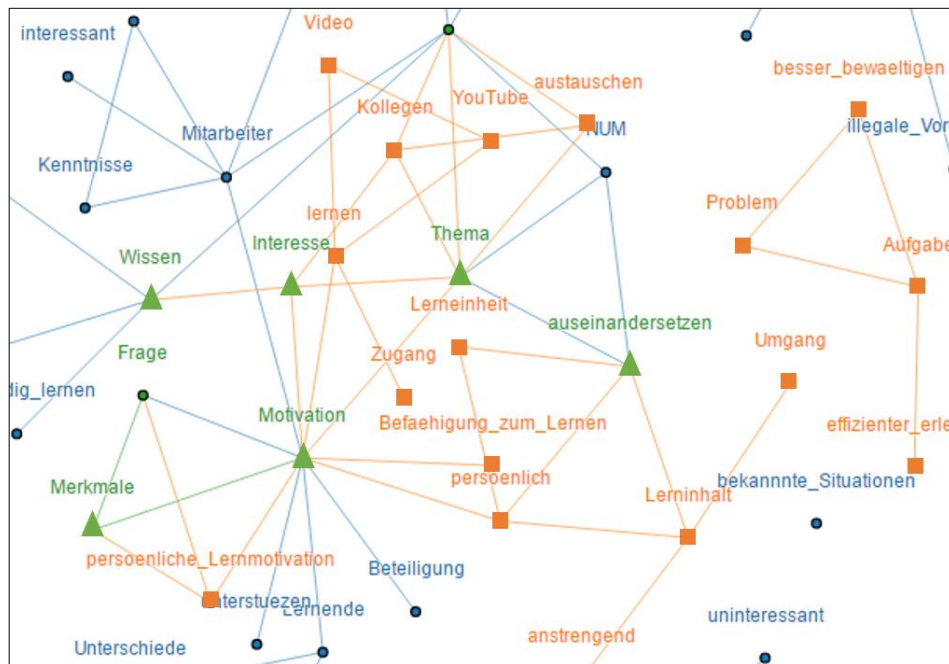 Video
interessant
besser_bewaeltigen
austauschen
YouTube
Kollegen
illegale_Vor
NUM
Mitarbeiter
Kenntnisse
Problem
lernen
Interesse
Thema
Aufgabe
Wissen
Lerneinheit
auseinandersetzen
Umgang
Frage
Zugang
dig_lernen
Motivation
Befaehigung_zum_Lernen
effizienter_erle
persoenlich
bekannnte_Situationen
Merkmale
Lerninhalt
persoenliche_Lernmotivation
Beteiligung
unterstuezen
Lernende
uninteressant
anstrengend
Unterschiede